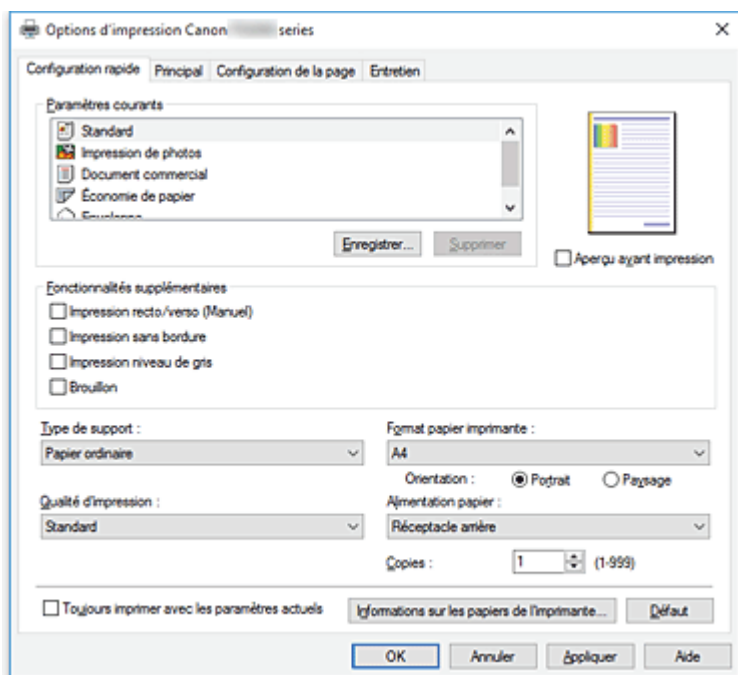 Options d'impression Canon series
Configuration rapide Principal Configuration de la page Entretien
Paramètres courants
Standard
Impression de photos
Document commercial
Économie de papier
Enregistrer... Supprimer
Aperçu avant impression
Fonctionnalités supplémentaires
Impression recto/verso (Manuel)
Impression sans bordure
Impression niveau de gris
Brouillon
Type de support : Format papier imprimante :
Papier ordinaire A4
Orientation : Portrait Paysage
Qualité d'impression : Alimentation papier :
Standard Réceptacle arrière
Copies : 1 (1-999)
Toujours imprimer avec les paramètres actuels Informations sur les papiers de l'imprimante... Défaut
OK Annuler Appliquer Aide